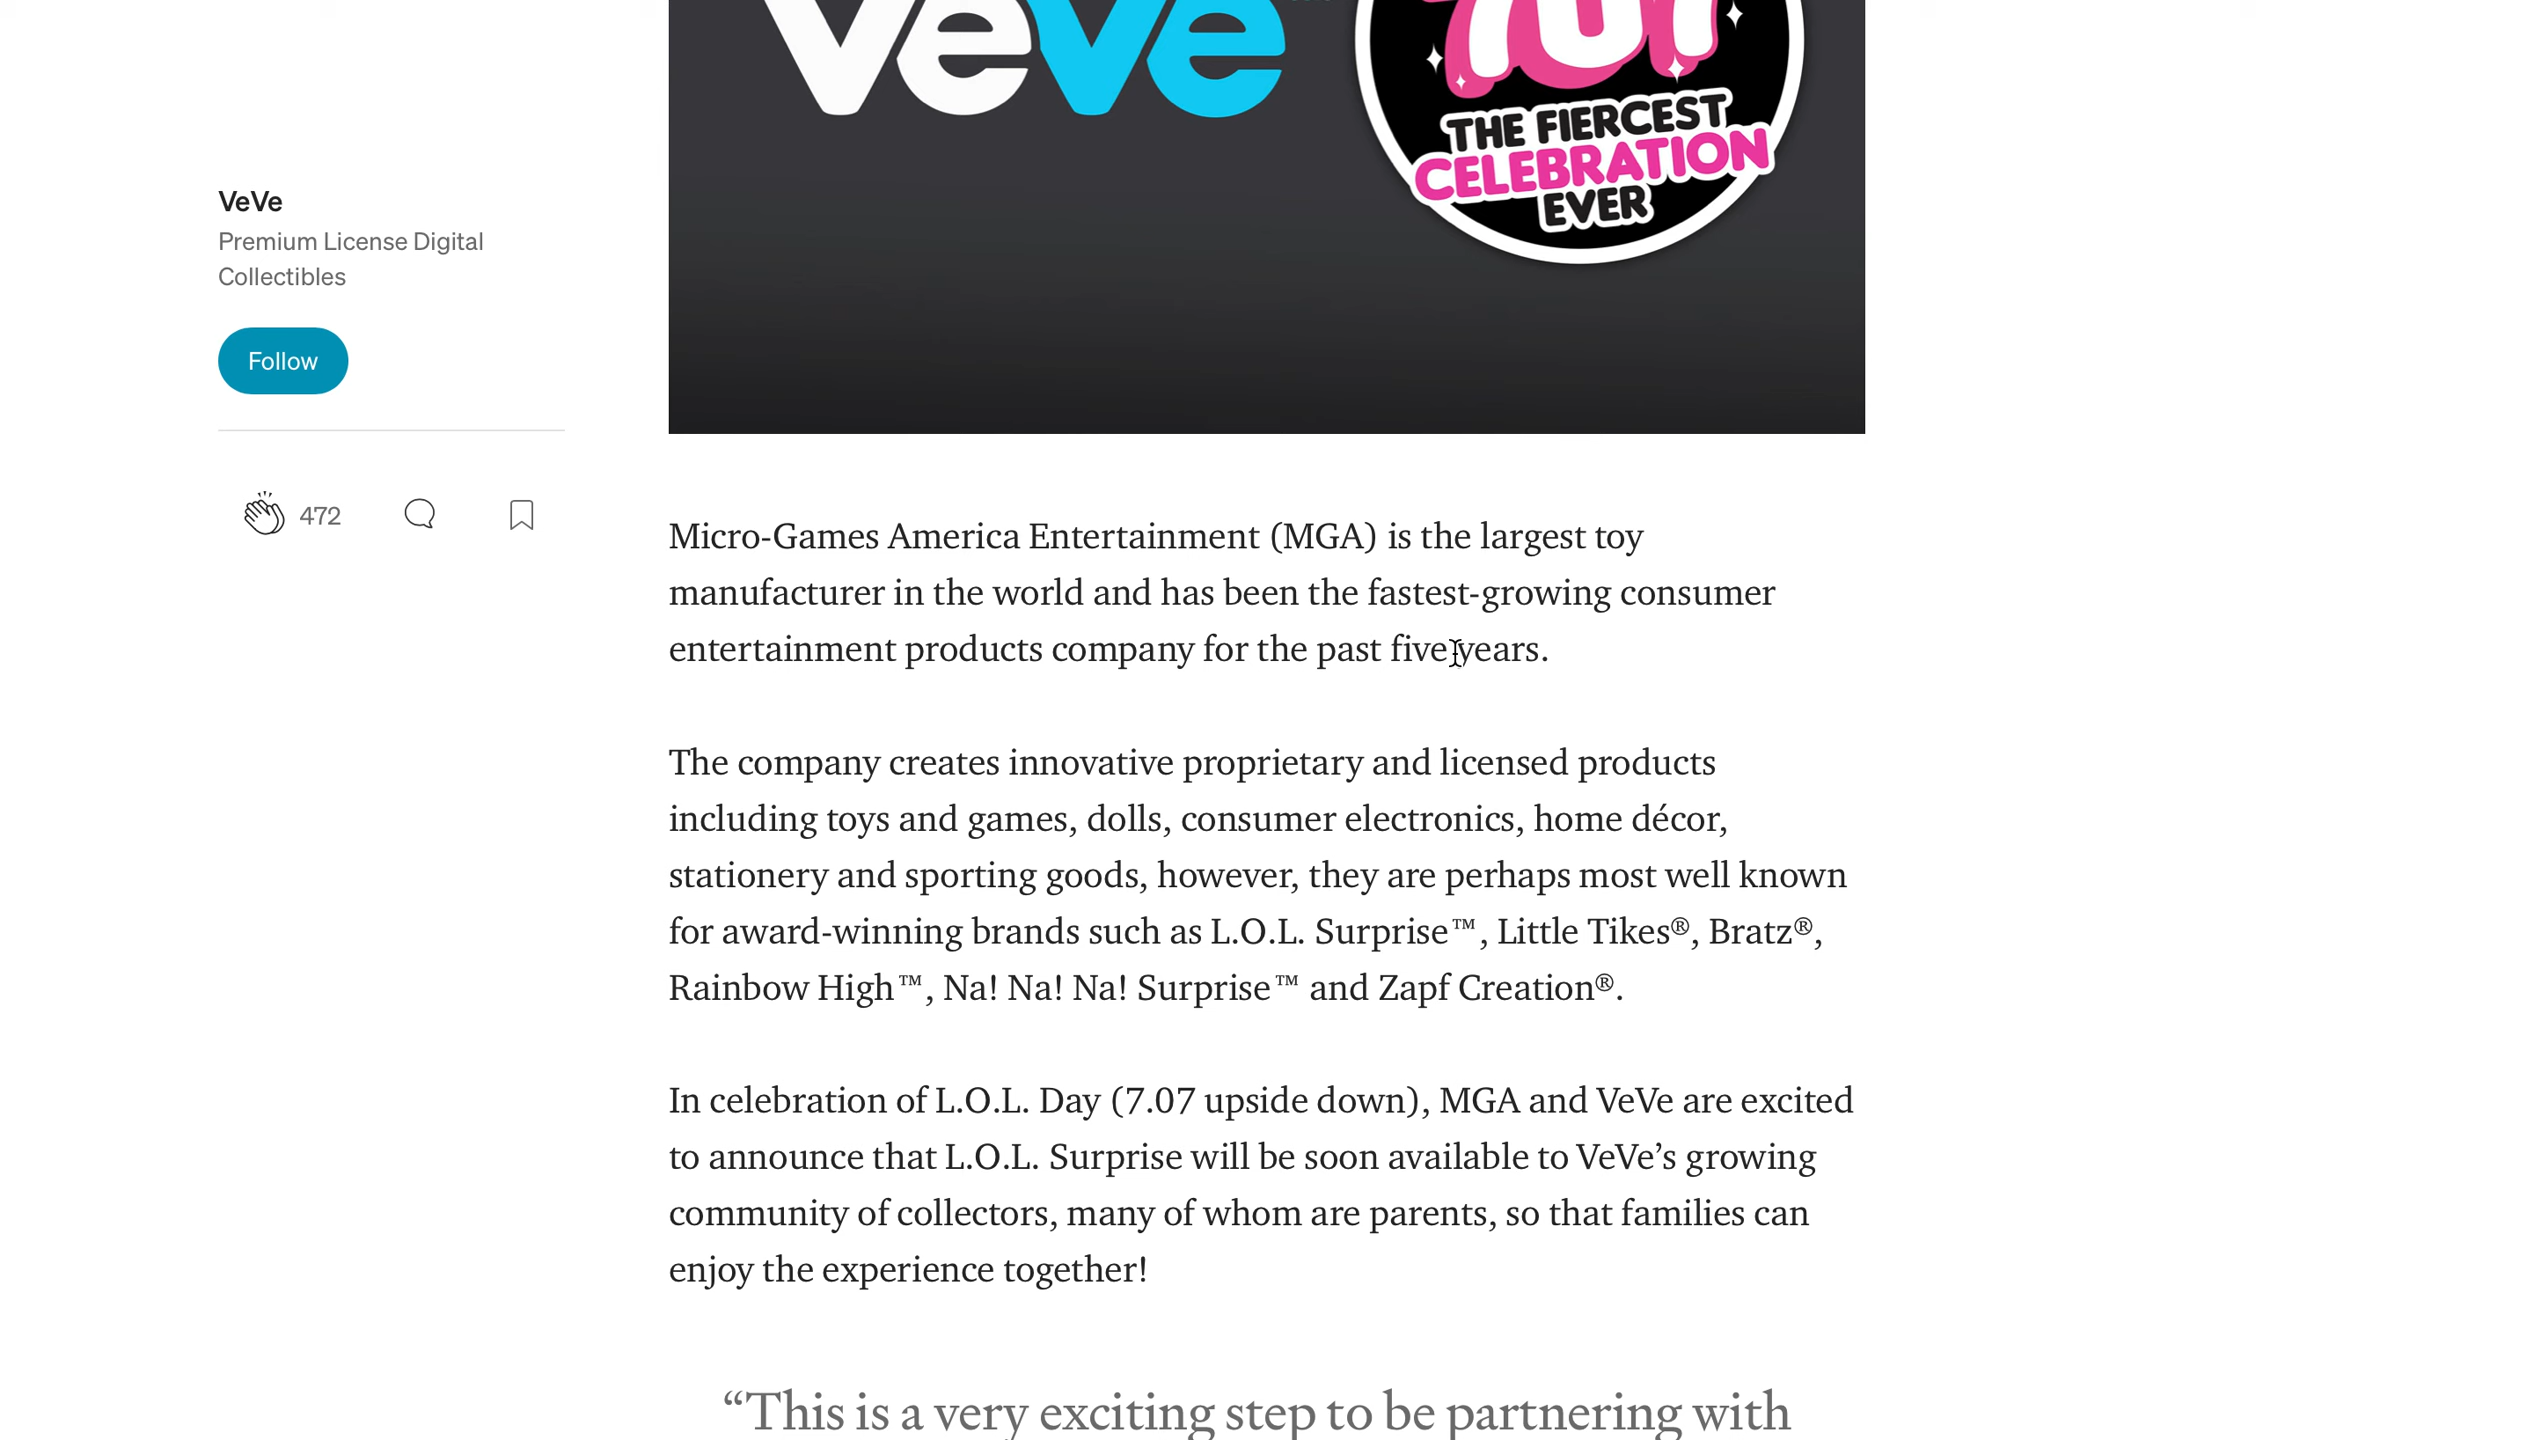 VeVe
707
THE FIERCEST
CELEBRATION
EVER
VeVe
Premium License Digital
Collectibles
Follow
472
Micro-Games America Entertainment (MGA) is the largest toy
manufacturer in the world and has been the fastest-growing consumer
entertainment products company for the past five years.
The company creates innovative proprietary and licensed products
including toys and games, dolls, consumer electronics, home décor,
stationery and sporting goods, however, they are perhaps most well known
for award-winning brands such as L.O.L. Surprise™, Little Tikes®, Bratz®,
Rainbow High™, Na! Na! Na! Surprise™ and Zapf Creation®.
In celebration of L.O.L. Day (7.07 upside down), MGA and VeVe are excited
to announce that L.O.L. Surprise will be soon available to VeVe’s growing
community of collectors, many of whom are parents, so that families can
enjoy the experience together!
“This is a very exciting step to be partnering with